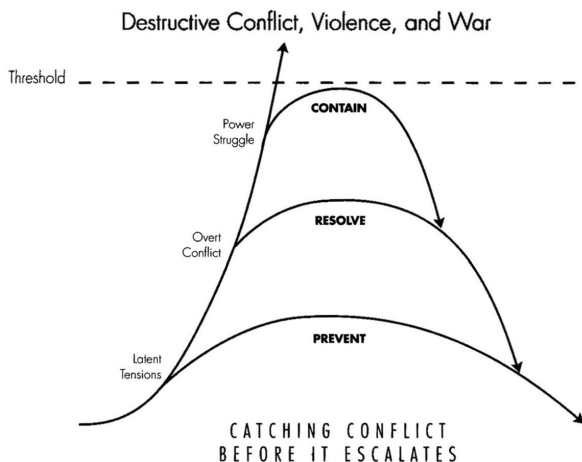 Destructive Conflict, Violence, and War
Threshold
CONTAIN
Power
Struggle
RESOLVE
Overt
Conflict
PREVENT
Latent
Tensions
CATCHING CONFLICT
BEFORE IT ESCALATES